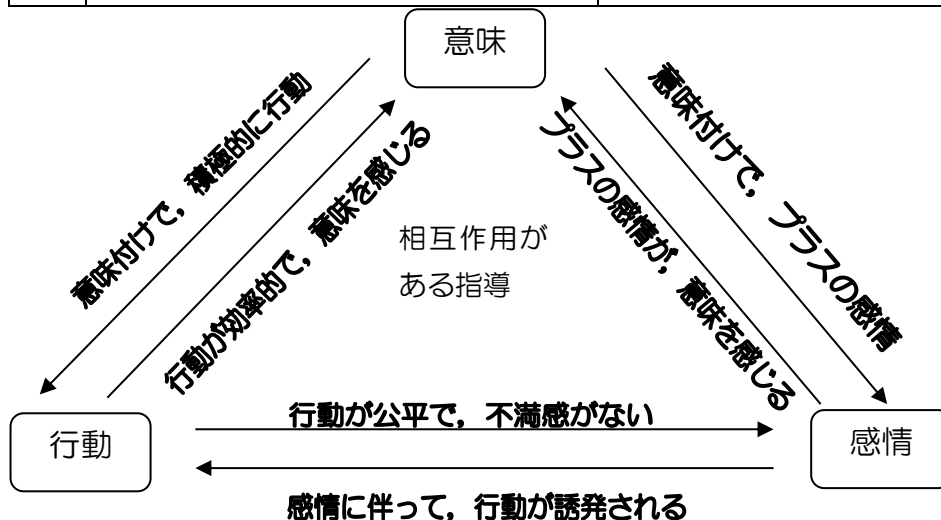 意味
意味付けで，積極的に行動
行動が効率的で，意味を感じる
プラスの感情が，意味を感じる
意味付けで，プラスの感情
相互作用が
ある指導
行動
行動が公平で，不満感がない
感情
感情に伴って，行動が誘発される